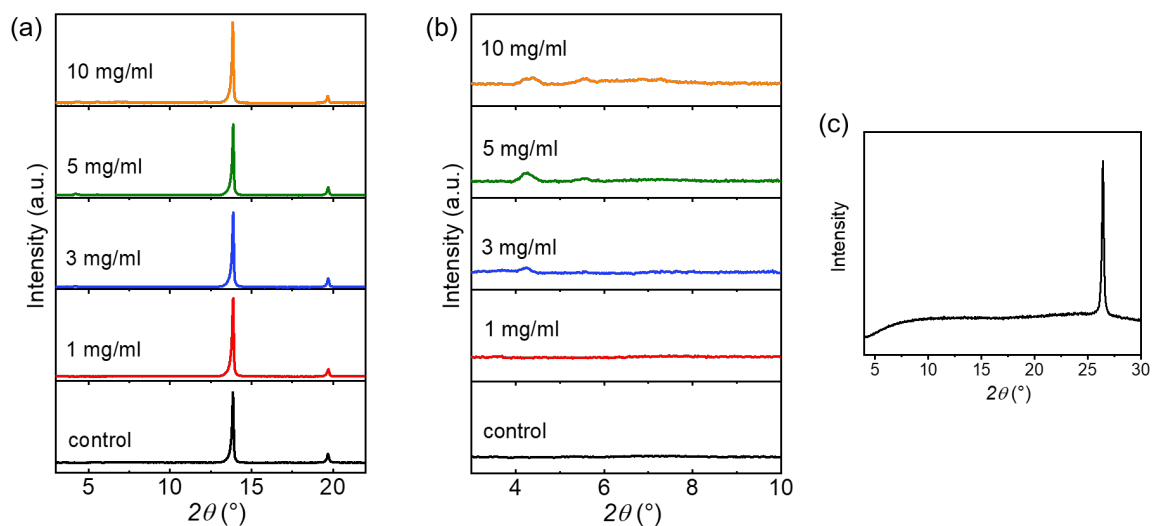 (a)
10 mg/ml
5 mg/ml
3 mg/ml
1 mg/ml
control
Intensity (a.u.)
5 10 15 20
2θ (°)
(b)
10 mg/ml
5 mg/ml
3 mg/ml
1 mg/ml
control
Intensity (a.u.)
4 6 8 10
2θ (°)
(c)
Intensity
5 10 15 20 25 30
2θ (°)